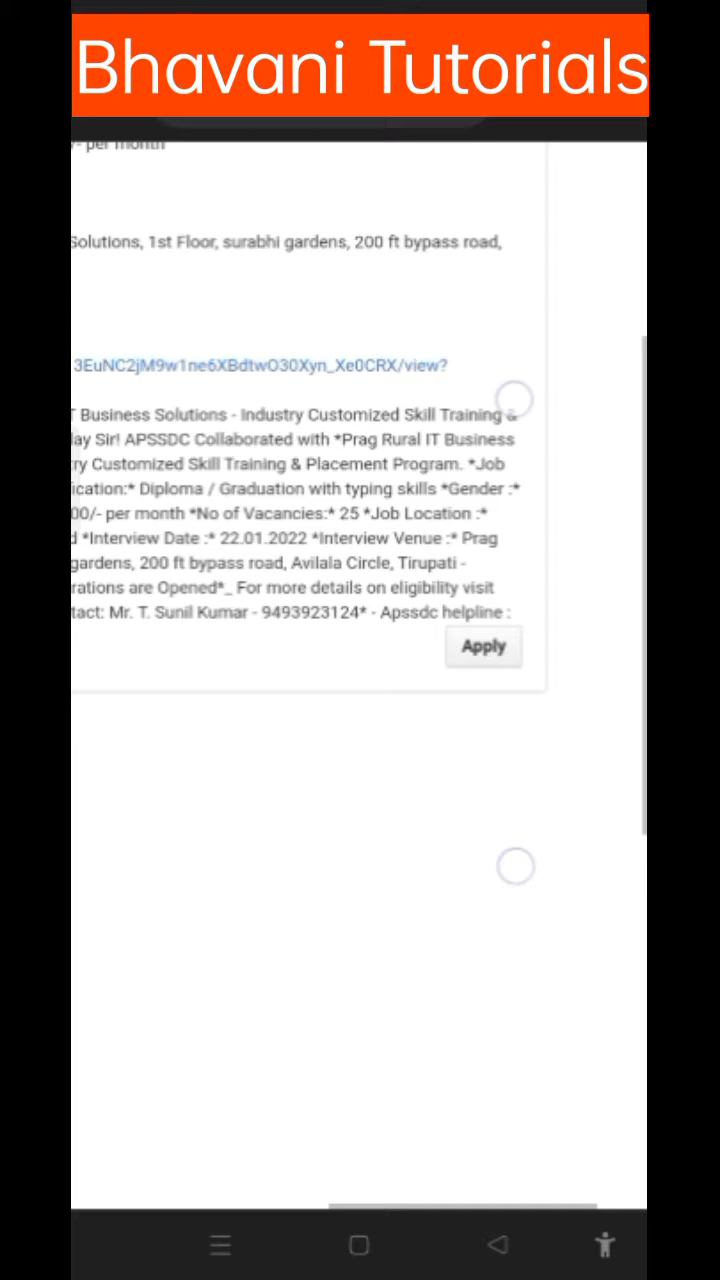 Bhavani Tutorials
/- per month
Solutions, 1st Floor, surabhi gardens, 200 ft bypass road,
3EuNC2jM9w1ne6XBdtwO30Xyn_Xe0CRX/view?
T Business Solutions - Industry Customized Skill Training &
lay Sir! APSSDC Collaborated with *Prag Rural IT Business
ry Customized Skill Training & Placement Program. *Job
ication:* Diploma / Graduation with typing skills *Gender :*
00/- per month *No of Vacancies:* 25 *Job Location :*
d *Interview Date :* 22.01.2022 *Interview Venue :* Prag
gardens, 200 ft bypass road, Avilala Circle, Tirupati -
rations are Opened*_ For more details on eligibility visit
tact: Mr. T. Sunil Kumar - 9493923124* - Apssdc helpline :
Apply